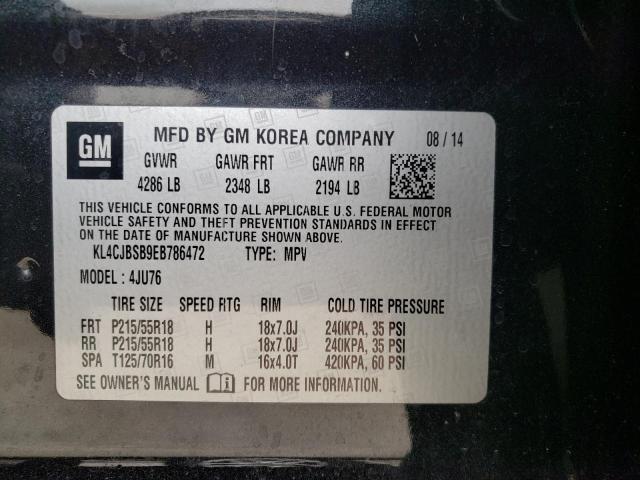 GM MFD BY GM KOREA COMPANY 08 / 14
GVWR GAWR FRT GAWR RR
4286 LB 2348 LB 2194 LB
THIS VEHICLE CONFORMS TO ALL APPLICABLE U.S. FEDERAL MOTOR
VEHICLE SAFETY AND THEFT PREVENTION STANDARDS IN EFFECT
ON THE DATE OF MANUFACTURE SHOWN ABOVE.
KL4CJBSB9EB786472 TYPE: MPV
MODEL : 4JU76
TIRE SIZE SPEED RTG RIM COLD TIRE PRESSURE
FRT P215/55R18 H 18x7.0J 240KPA, 35 PSI
RR P215/55R18 H 18x7.0J 240KPA, 35 PSI
SPA T125/70R16 M 16x4.0T 420KPA, 60 PSI
SEE OWNER'S MANUAL FOR MORE INFORMATION.